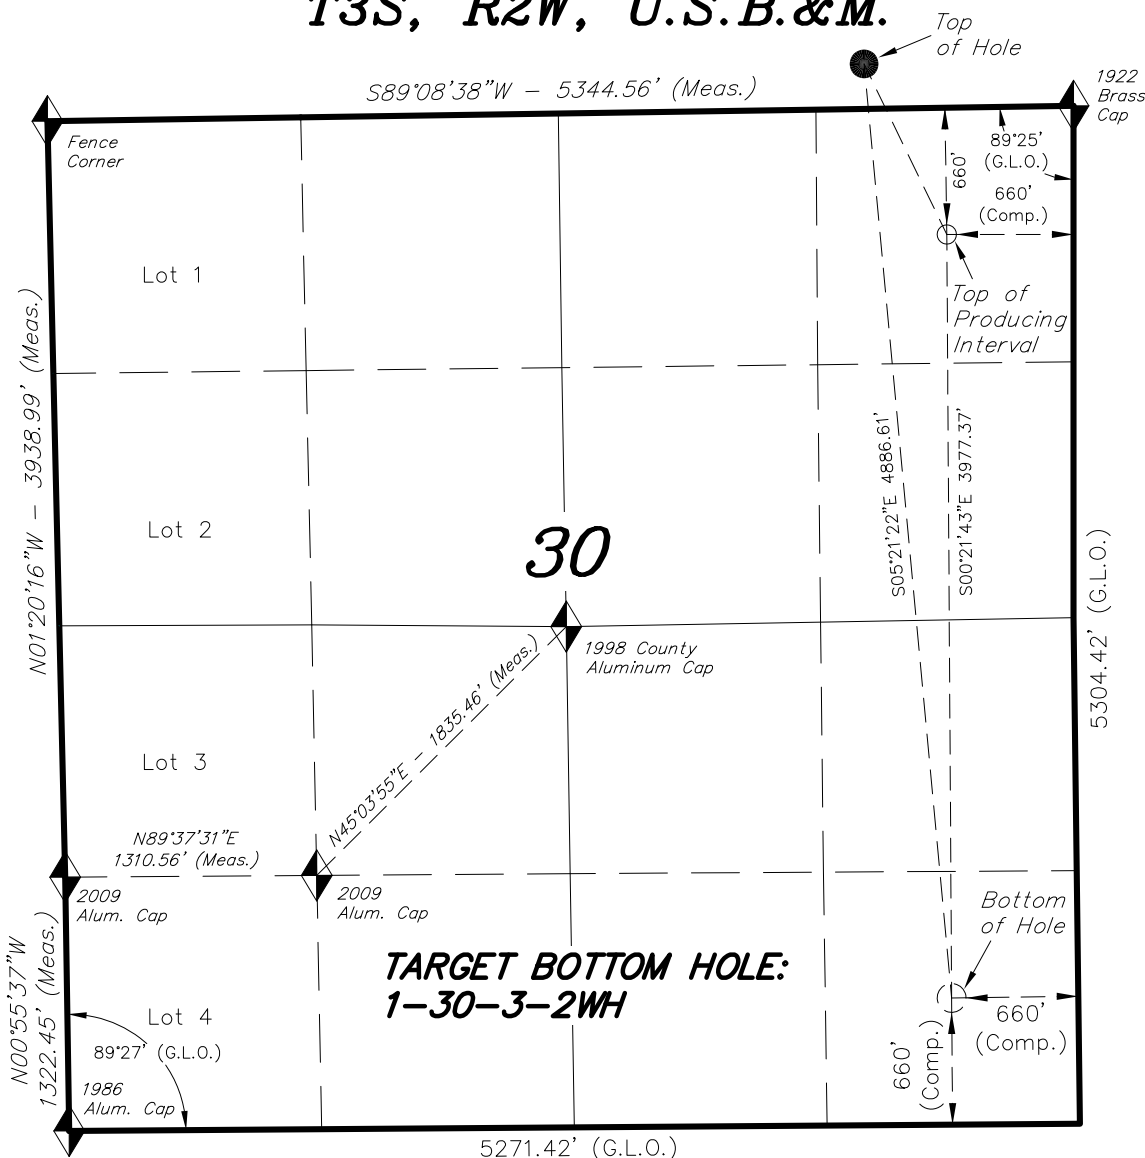 T3S, R2W, U.S.B.&M.
Top
of Hole
S89°08'38"W - 5344.56' (Meas.)
1922
Brass
Cap
Fence
Corner
89°25'
(G.L.O.)
660'
660'
(Comp.)
Lot 1
Top of
Producing
Interval
N01°20'16"W - 3938.99' (Meas.)
S05°21'22"E 4886.61'
S00°21'43"E 3977.37'
Lot 2
30
5304.42' (G.L.O.)
1998 County
Aluminum Cap
N45°03'55"E - 1835.46' (Meas.)
Lot 3
N89°37'31"E
1310.56' (Meas.)
2009
Alum. Cap
2009
Alum. Cap
Bottom
of Hole
N00°55'37"W
1322.45' (Meas.)
TARGET BOTTOM HOLE:
1-30-3-2WH
Lot 4
660'
(Comp.)
660'
(Comp.)
89°27' (G.L.O.)
1986
Alum. Cap
5271.42' (G.L.O.)